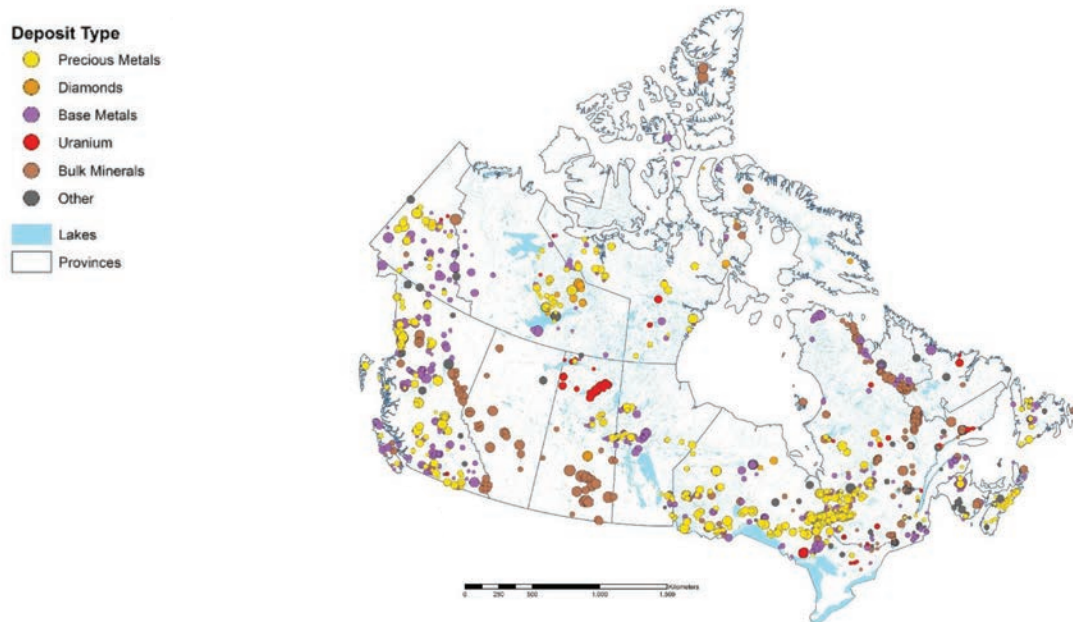 Deposit Type
Precious Metals
Diamonds
Base Metals
Uranium
Bulk Minerals
Other
Lakes
Provinces
Kilometers
0 250 500 1,000 1,500